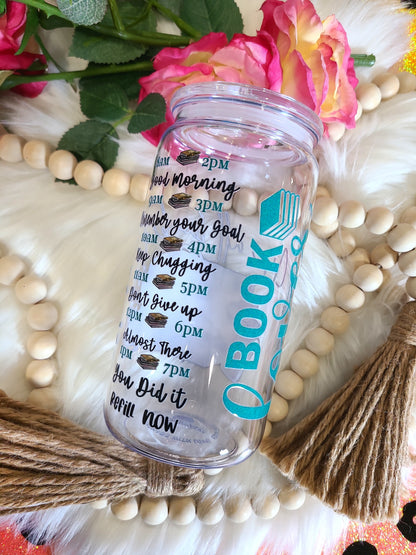 8am 2PM
Good Morning
9am 3PM
Remember your Goal
10am 4PM
Keep Chugging
11am 5PM
Don't Give up
12PM 6PM
Almost There
1PM 7PM
You Did it
Refill Now
BOOK